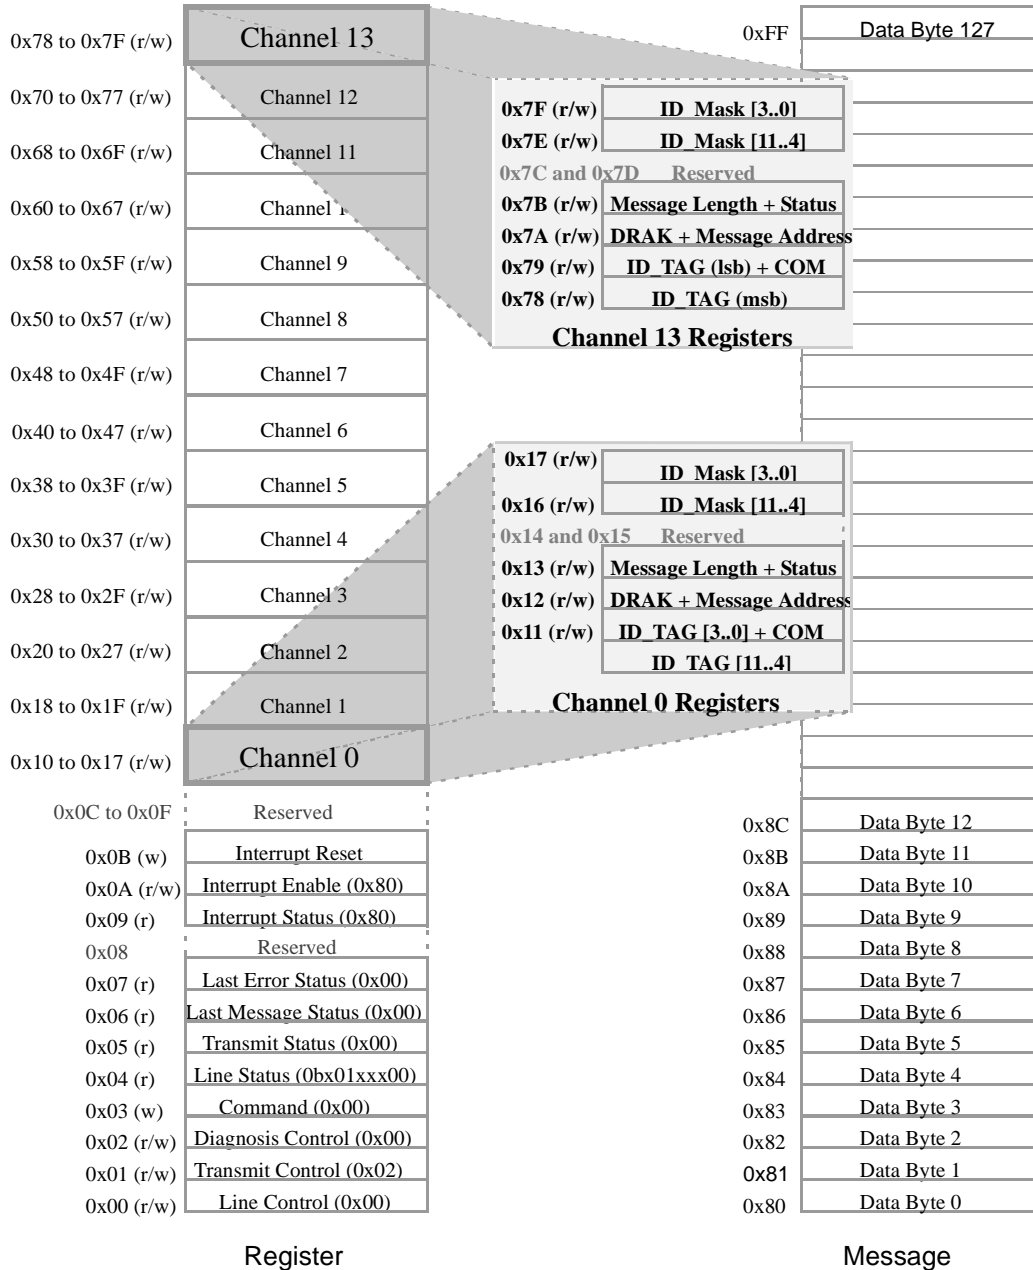 0x78 to 0x7F (r/w) Channel 13
0x70 to 0x77 (r/w) Channel 12
0x68 to 0x6F (r/w) Channel 11
0x60 to 0x67 (r/w) Channel 1
0x58 to 0x5F (r/w) Channel 9
0x50 to 0x57 (r/w) Channel 8
0x48 to 0x4F (r/w) Channel 7
0x40 to 0x47 (r/w) Channel 6
0x38 to 0x3F (r/w) Channel 5
0x30 to 0x37 (r/w) Channel 4
0x28 to 0x2F (r/w) Channel 3
0x20 to 0x27 (r/w) Channel 2
0x18 to 0x1F (r/w) Channel 1
0x10 to 0x17 (r/w) Channel 0
0x0C to 0x0F Reserved
0x0B (w) Interrupt Reset
0x0A (r/w) Interrupt Enable (0x80)
0x09 (r) Interrupt Status (0x80)
0x08 Reserved
0x07 (r) Last Error Status (0x00)
0x06 (r) Last Message Status (0x00)
0x05 (r) Transmit Status (0x00)
0x04 (r) Line Status (0bx01xxx00)
0x03 (w) Command (0x00)
0x02 (r/w) Diagnosis Control (0x00)
0x01 (r/w) Transmit Control (0x02)
0x00 (r/w) Line Control (0x00)
Register
0x7F (r/w) ID_Mask [3..0]
0x7E (r/w) ID_Mask [11..4]
0x7C and 0x7D Reserved
0x7B (r/w) Message Length + Status
0x7A (r/w) DRAK + Message Address
0x79 (r/w) ID_TAG (lsb) + COM
0x78 (r/w) ID_TAG (msb)
Channel 13 Registers
0x17 (r/w) ID_Mask [3..0]
0x16 (r/w) ID_Mask [11..4]
0x14 and 0x15 Reserved
0x13 (r/w) Message Length + Status
0x12 (r/w) DRAK + Message Address
0x11 (r/w) ID_TAG [3..0] + COM
ID_TAG [11..4]
Channel 0 Registers
0xFF Data Byte 127
0x8C Data Byte 12
0x8B Data Byte 11
0x8A Data Byte 10
0x89 Data Byte 9
0x88 Data Byte 8
0x87 Data Byte 7
0x86 Data Byte 6
0x85 Data Byte 5
0x84 Data Byte 4
0x83 Data Byte 3
0x82 Data Byte 2
0x81 Data Byte 1
0x80 Data Byte 0
Message